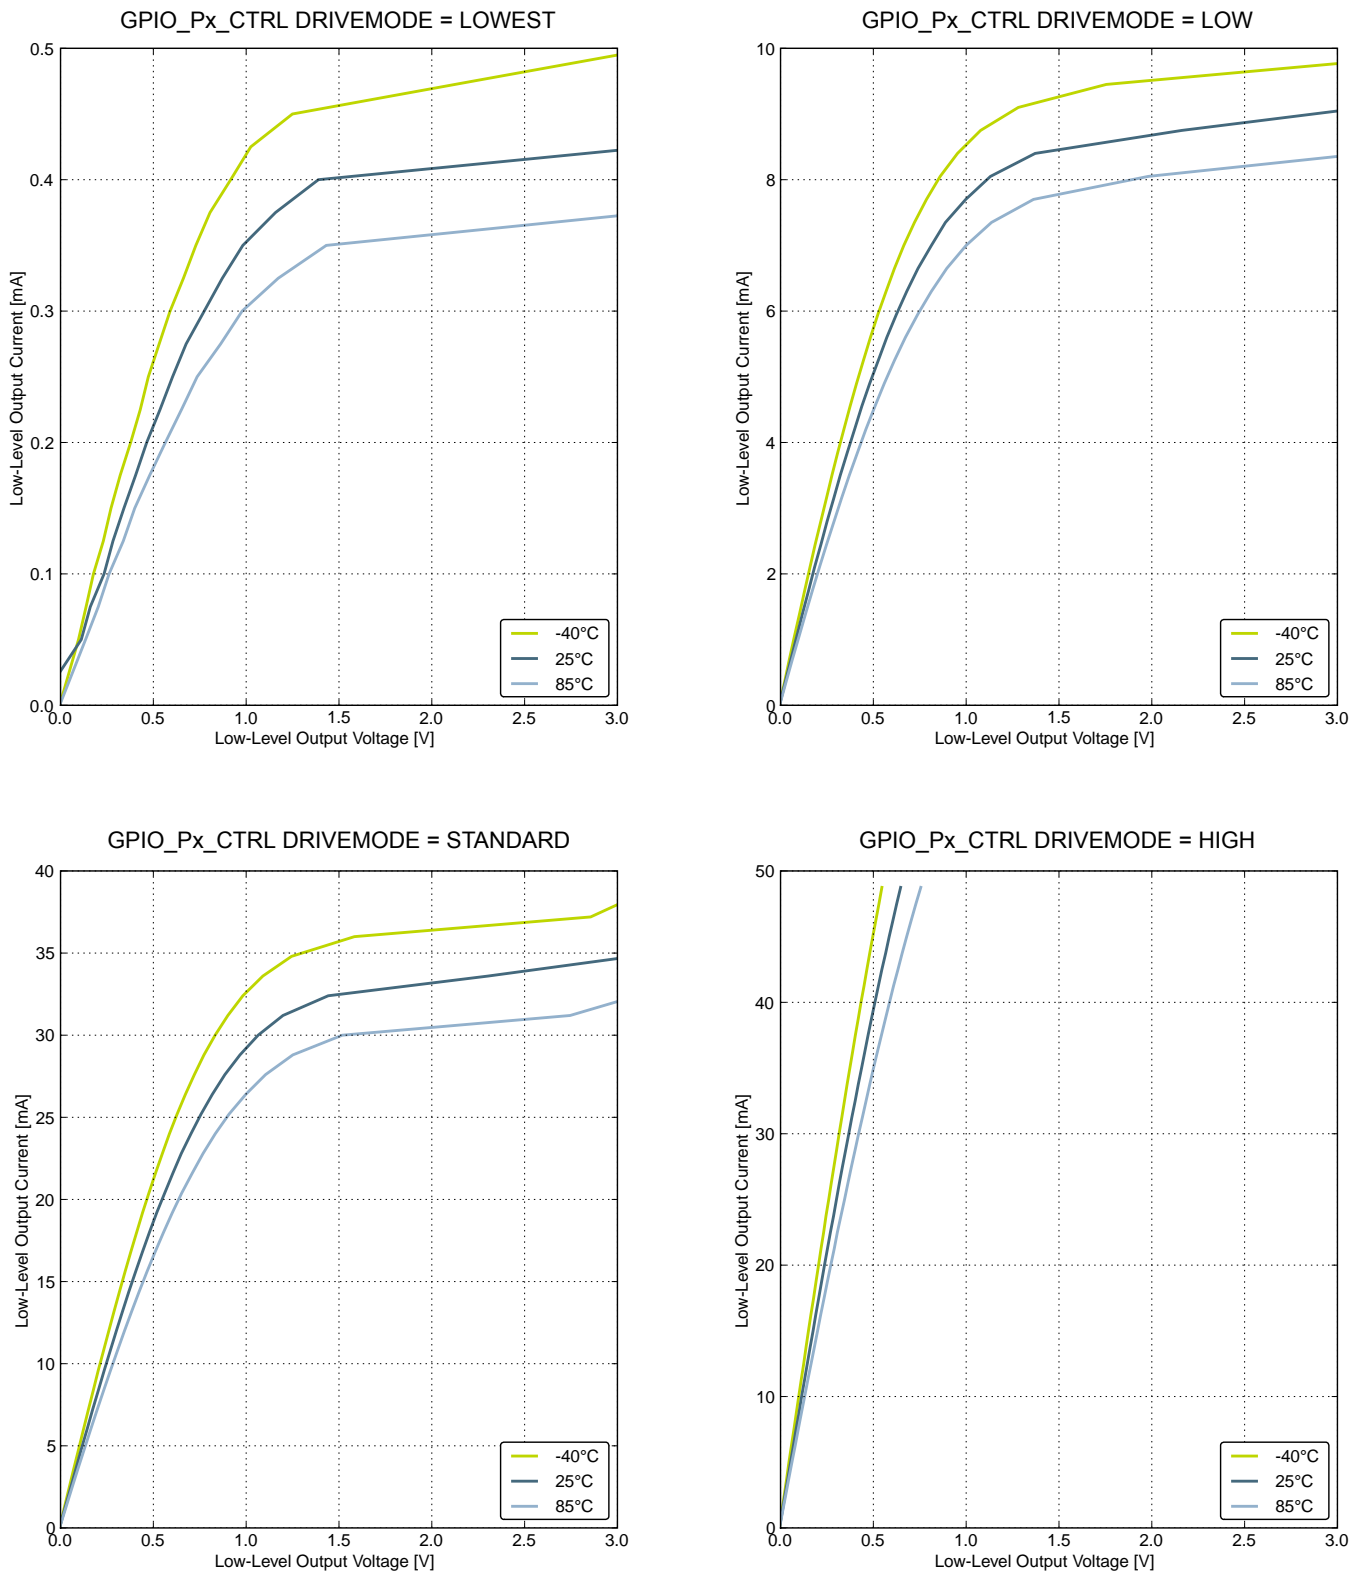 GPIO_Px_CTRL DRIVEMODE = LOWEST
0.5
0.4
0.3
0.2
0.1
0.0
Low-Level Output Current [mA]
-40°C
25°C
85°C
0.0 0.5 1.0 1.5 2.0 2.5 3.0
Low-Level Output Voltage [V]
GPIO_Px_CTRL DRIVEMODE = LOW
10
8
6
4
2
0
Low-Level Output Current [mA]
-40°C
25°C
85°C
0.0 0.5 1.0 1.5 2.0 2.5 3.0
Low-Level Output Voltage [V]
GPIO_Px_CTRL DRIVEMODE = STANDARD
40
35
30
25
20
15
10
5
0
Low-Level Output Current [mA]
-40°C
25°C
85°C
0.0 0.5 1.0 1.5 2.0 2.5 3.0
Low-Level Output Voltage [V]
GPIO_Px_CTRL DRIVEMODE = HIGH
50
40
30
20
10
0
Low-Level Output Current [mA]
-40°C
25°C
85°C
0.0 0.5 1.0 1.5 2.0 2.5 3.0
Low-Level Output Voltage [V]